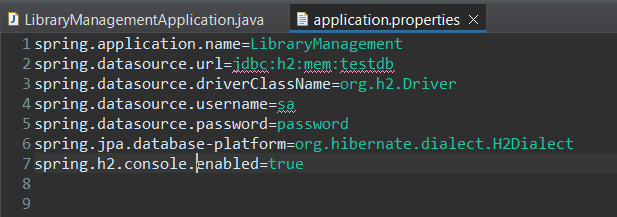 LibraryManagementApplication.java
application.properties
1 spring.application.name=LibraryManagement
2 spring.datasource.url=jdbc:h2:mem:testdb
3 spring.datasource.driverClassName=org.h2.Driver
4 spring.datasource.username=sa
5 spring.datasource.password=password
6 spring.jpa.database-platform=org.hibernate.dialect.H2Dialect
7 spring.h2.console.enabled=true
8
9